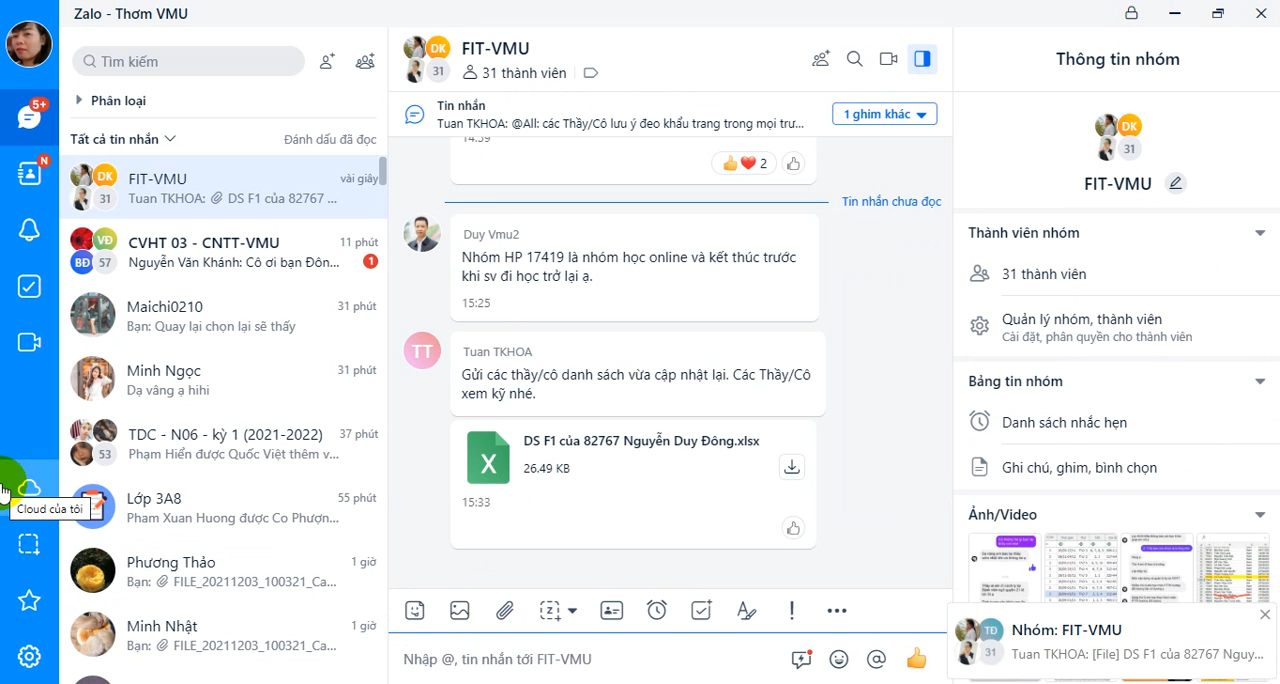 Zalo - Thơm VMU
5+
N
Cloud của tôi
Tìm kiếm
Phân loại
Tất cả tin nhắn
Đánh dấu đã đọc
DK
31
FIT-VMU
vài giây
Tuan TKHOA: DS F1 của 82767 ...
VĐ
BĐ
57
CVHT 03 - CNTT-VMU
11 phút
Nguyễn Văn Khánh: Cô ơi bạn Đôn...
1
Maichi0210
31 phút
Bạn: Quay lại chọn lại sẽ thấy
Minh Ngọc
31 phút
Dạ vâng ạ hihi
53
TDC - N06 - kỳ 1 (2021-2022)
37 phút
Phạm Hiển được Quốc Việt thêm v...
Lớp 3A8
55 phút
Pham Xuan Huong được Co Phượn...
Phương Thảo
1 giờ
Bạn: FILE_20211203_100321_Ca...
Minh Nhật
1 giờ
Bạn: FILE_20211203_100321_Ca...
DK
31
FIT-VMU
31 thành viên
Tin nhắn
Tuan TKHOA: @All: các Thầy/Cô lưu ý đeo khẩu trang trong mọi trư...
1 ghim khác
14:39
2
Tin nhắn chưa đọc
Duy Vmu2
Nhóm HP 17419 là nhóm học online và kết thúc trước
khi sv đi học trở lại ạ.
15:25
TT
Tuan TKHOA
Gửi các thầy/cô danh sách vừa cập nhật lại. Các Thầy/Cô
xem kỹ nhé.
X
DS F1 của 82767 Nguyễn Duy Đông.xlsx
26.49 KB
15:33
Nhập @, tin nhắn tới FIT-VMU
Thông tin nhóm
DK
31
FIT-VMU
Thành viên nhóm
31 thành viên
Quản lý nhóm, thành viên
Cài đặt, phân quyền cho thành viên
Bảng tin nhóm
Danh sách nhắc hẹn
Ghi chú, ghim, bình chọn
Ảnh/Video
TĐ
31
Nhóm: FIT-VMU
Tuan TKHOA: [File] DS F1 của 82767 Nguy...